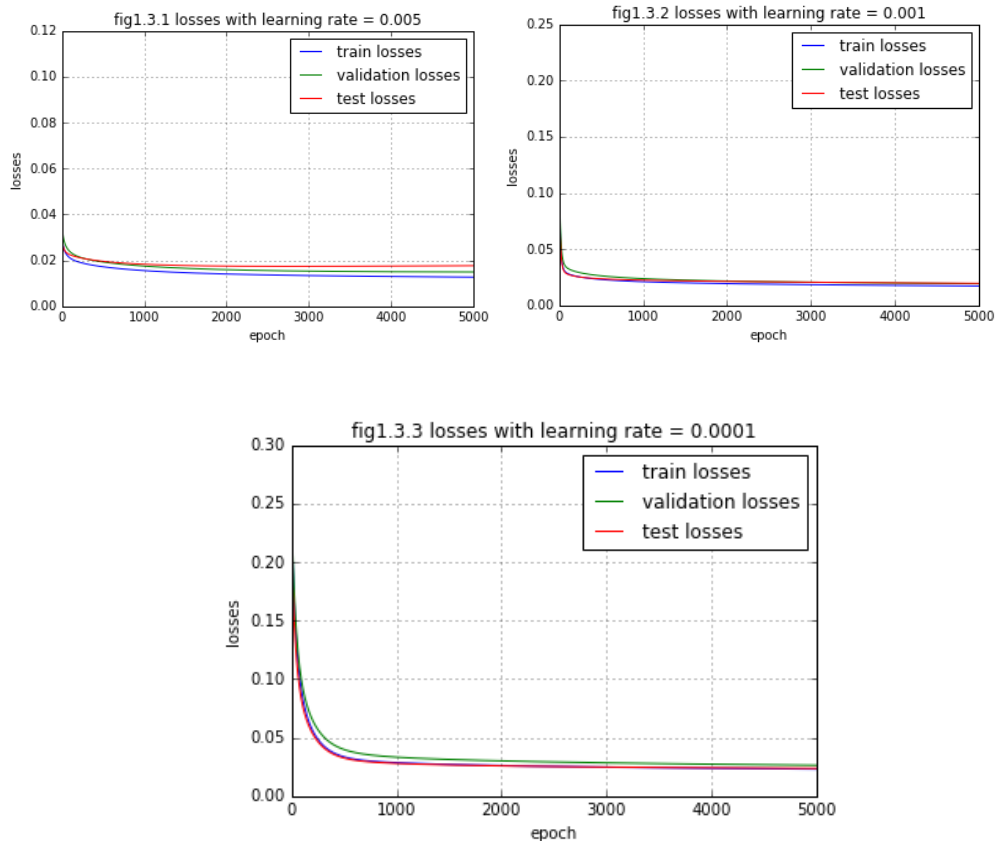 fig1.3.1 losses with learning rate = 0.005
0.12
0.10
0.08
0.06
0.04
0.02
0.00
losses
train losses
validation losses
test losses
0 1000 2000 3000 4000 5000
epoch
fig1.3.2 losses with learning rate = 0.001
0.25
0.20
0.15
0.10
0.05
0.00
losses
train losses
validation losses
test losses
0 1000 2000 3000 4000 5000
epoch
fig1.3.3 losses with learning rate = 0.0001
0.30
0.25
0.20
0.15
0.10
0.05
0.00
losses
train losses
validation losses
test losses
0 1000 2000 3000 4000 5000
epoch